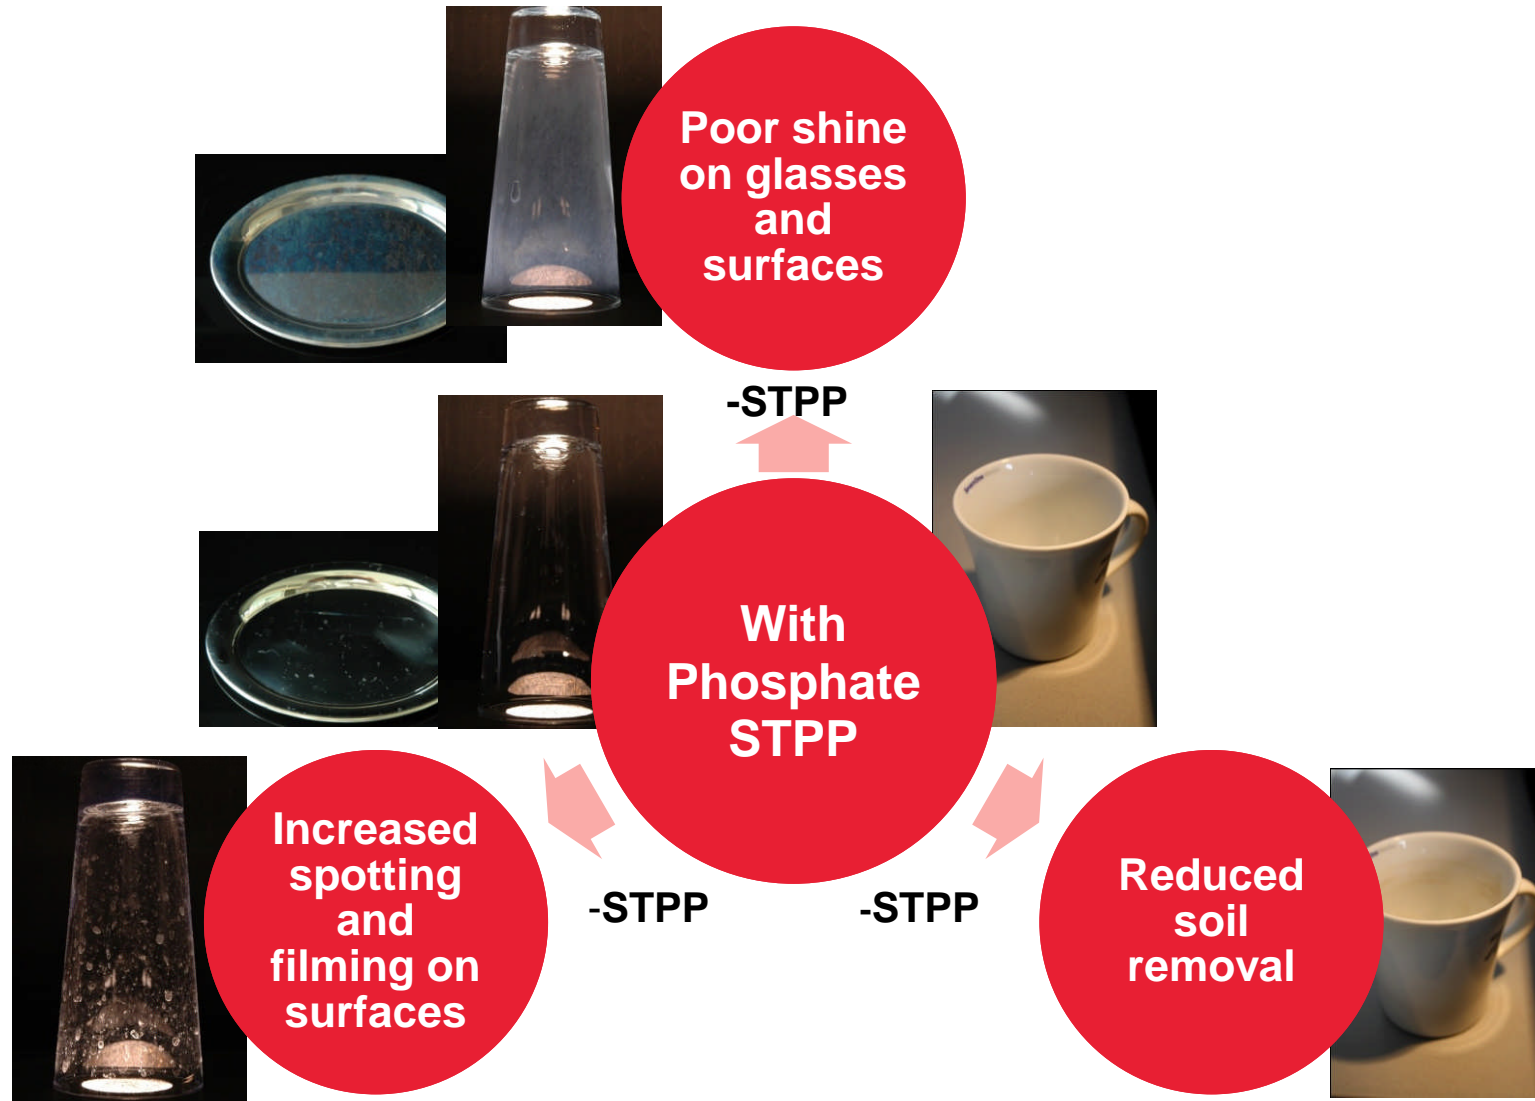 Poor shine
on glasses
and
surfaces
-STPP
With
Phosphate
STPP
Increased
spotting
and
filming on
surfaces
-STPP
-STPP
Reduced
soil
removal